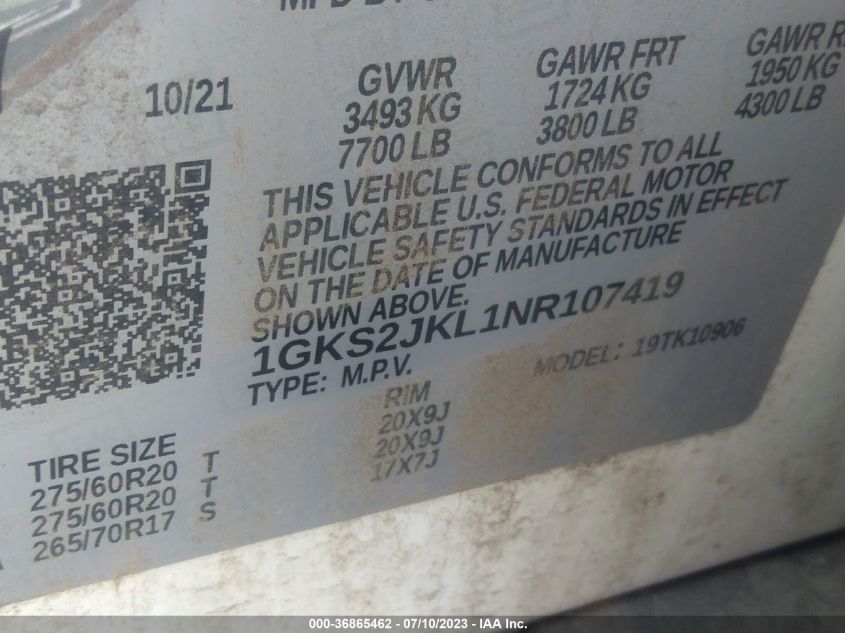 10/21
GVWR
3493 KG
7700 LB
GAWR FRT
1724 KG
3800 LB
GAWR
1950 KG
4300 LB
THIS VEHICLE CONFORMS TO ALL
APPLICABLE U.S. FEDERAL MOTOR
VEHICLE SAFETY STANDARDS IN EFFECT
ON THE DATE OF MANUFACTURE
SHOWN ABOVE.
1GKS2JKL1NR107419
TYPE: M.P.V.
MODEL: 19TK10906
TIRE SIZE
RIM
275/60R20 T 20X9J
275/60R20 T 20X9J
265/70R17 S 17X7J
000-36865462 - 07/10/2023 - IAA Inc.